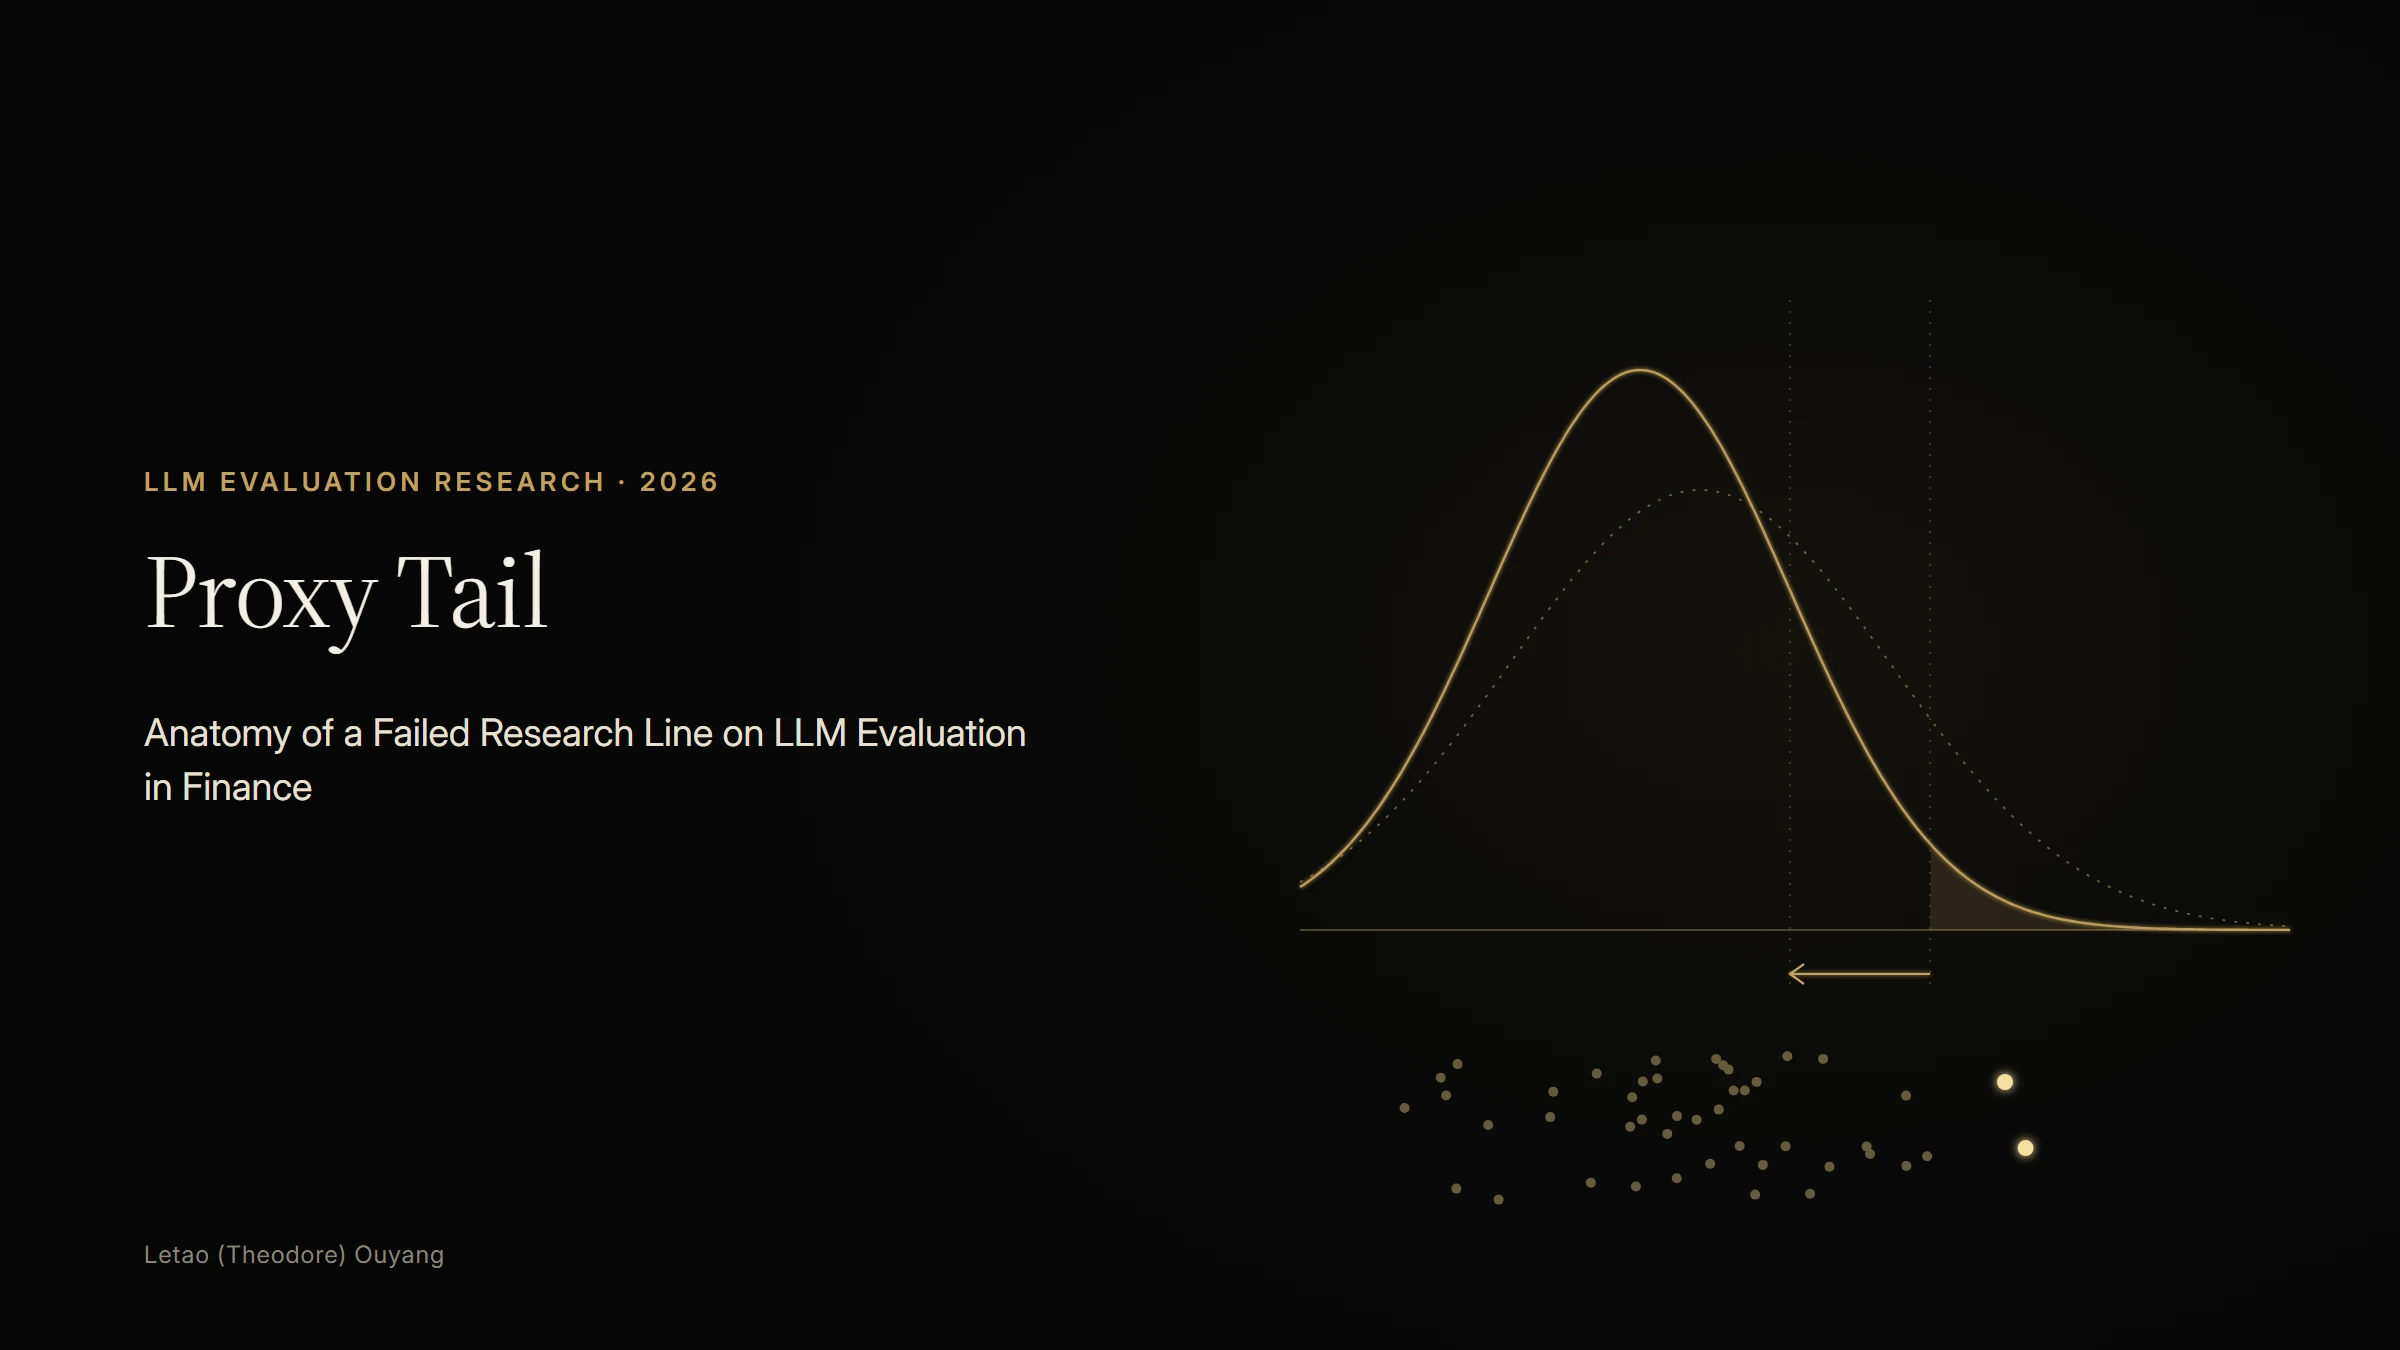 LLM EVALUATION RESEARCH · 2026
Proxy Tail
Anatomy of a Failed Research Line on LLM Evaluation
in Finance
Letao (Theodore) Ouyang